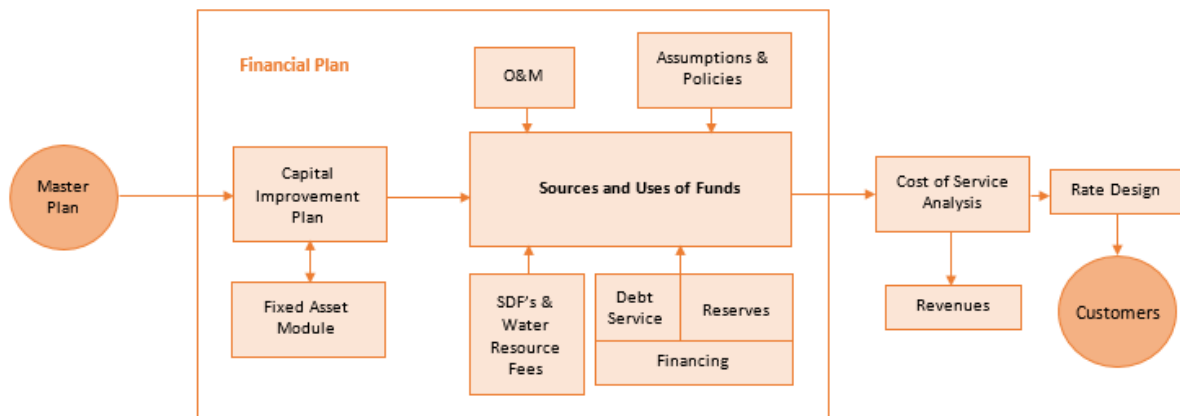 Financial Plan
O&M
Assumptions &
Policies
Master
Plan
Capital
Improvement
Plan
Sources and Uses of Funds
Cost of Service
Analysis
Rate Design
Fixed Asset
Module
SDF's &
Water
Resource
Fees
Debt
Service
Reserves
Financing
Revenues
Customers